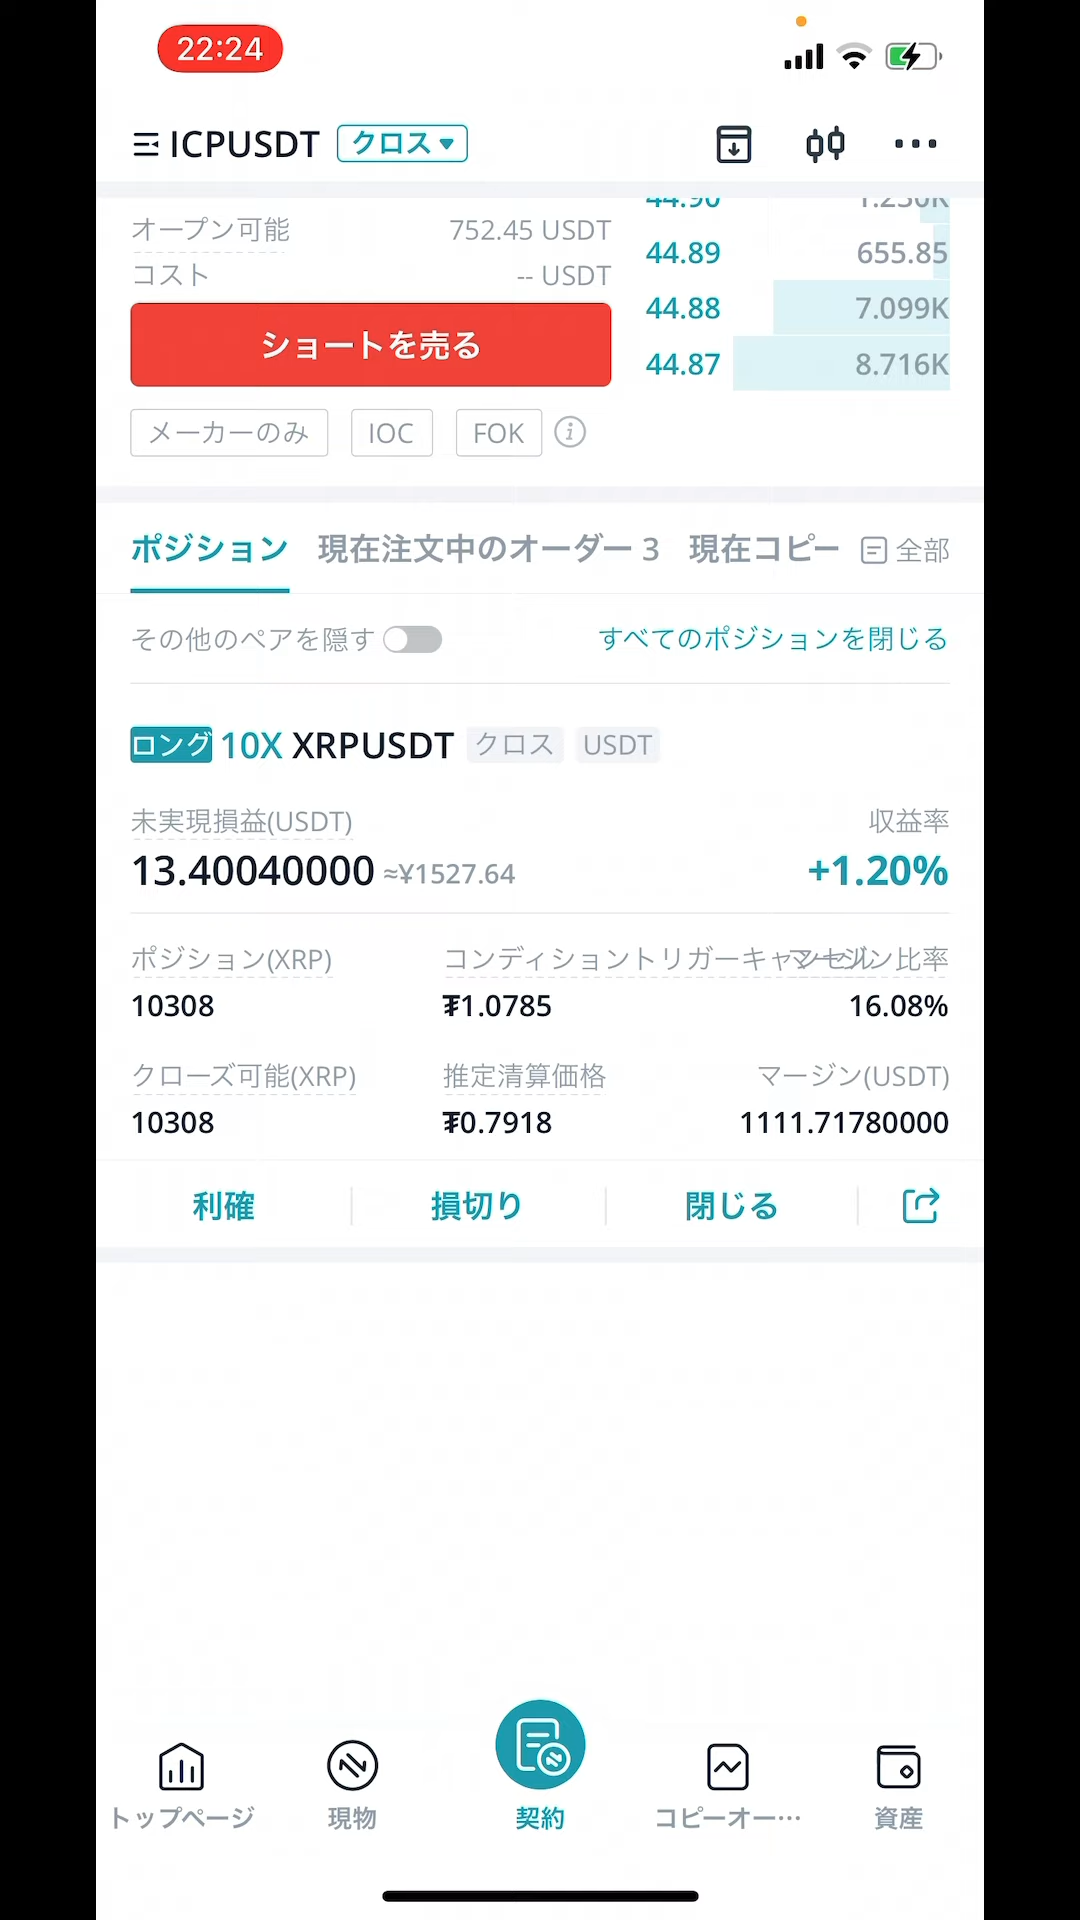 22:24
ICPUSDT クロス
44.90 1.230K
オープン可能 752.45 USDT
44.89 655.85
コスト -- USDT
44.88 7.099K
ショートを売る
44.87 8.716K
メーカーのみ IOC FOK
ポジション 現在注文中のオーダー 3 現在コピー 全部
その他のペアを隠す すべてのポジションを閉じる
ロング 10X XRPUSDT クロス USDT
未実現損益(USDT) 収益率
13.40040000 ≈¥1527.64 +1.20%
ポジション(XRP) コンディショントリガーキャンセル マージン比率
10308 ₮1.0785 16.08%
クローズ可能(XRP) 推定清算価格 マージン(USDT)
10308 ₮0.7918 1111.71780000
利確 損切り 閉じる
トップページ 現物 契約 コピーオー… 資産